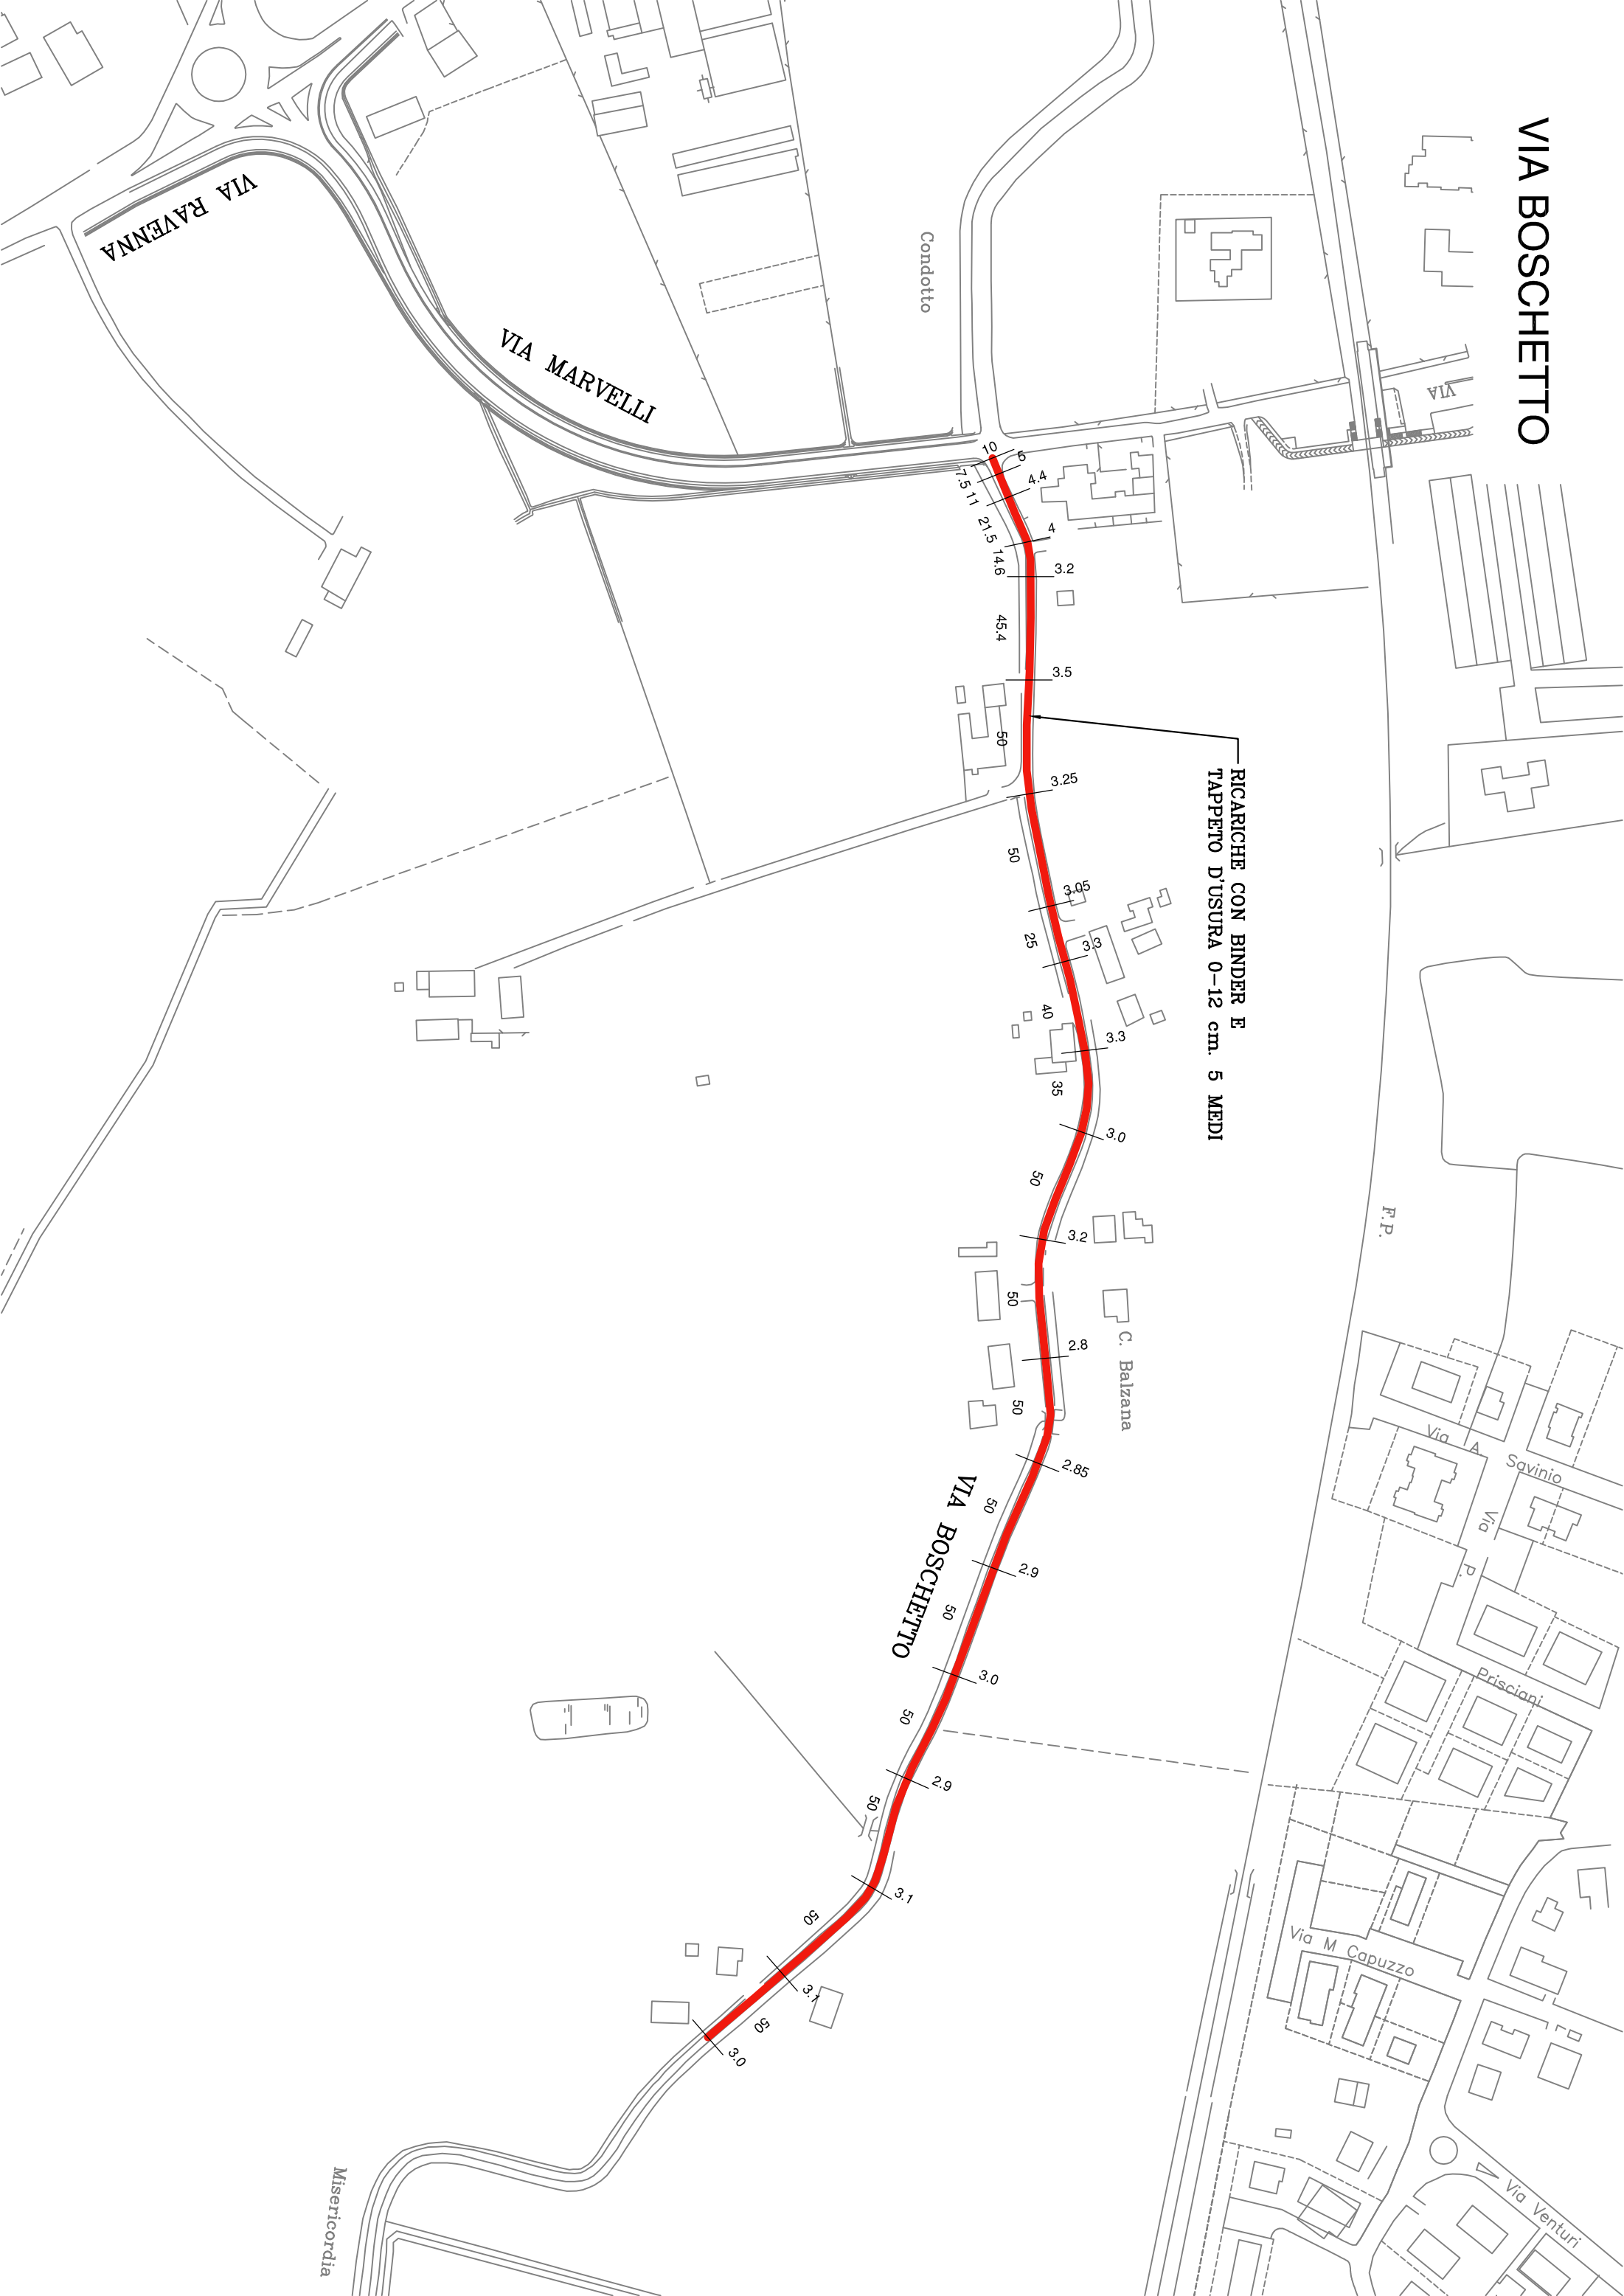 VIA BOSCHETTO
VIA RAVENNA
VIA MARVELLI
Condotto
VIA
10
5
7.5
11
4.4
21.5
4
14.6
3.2
45.4
3.5
50
3.25
RICARICHE CON BINDER E
TAPPETO D'USURA 0-12 cm. 5 MEDI
50
3.05
25
3.3
40
3.3
35
3.0
50
3.2
F.P.
50
2.8
C. Balzana
50
2.85
VIA BOSCHETTO
50
2.9
50
3.0
50
2.9
50
3.1
50
3.1
50
3.0
Via A. Savinio
Via P. Prisciani
Via M Capuzzo
Via Venturi
Misericordia